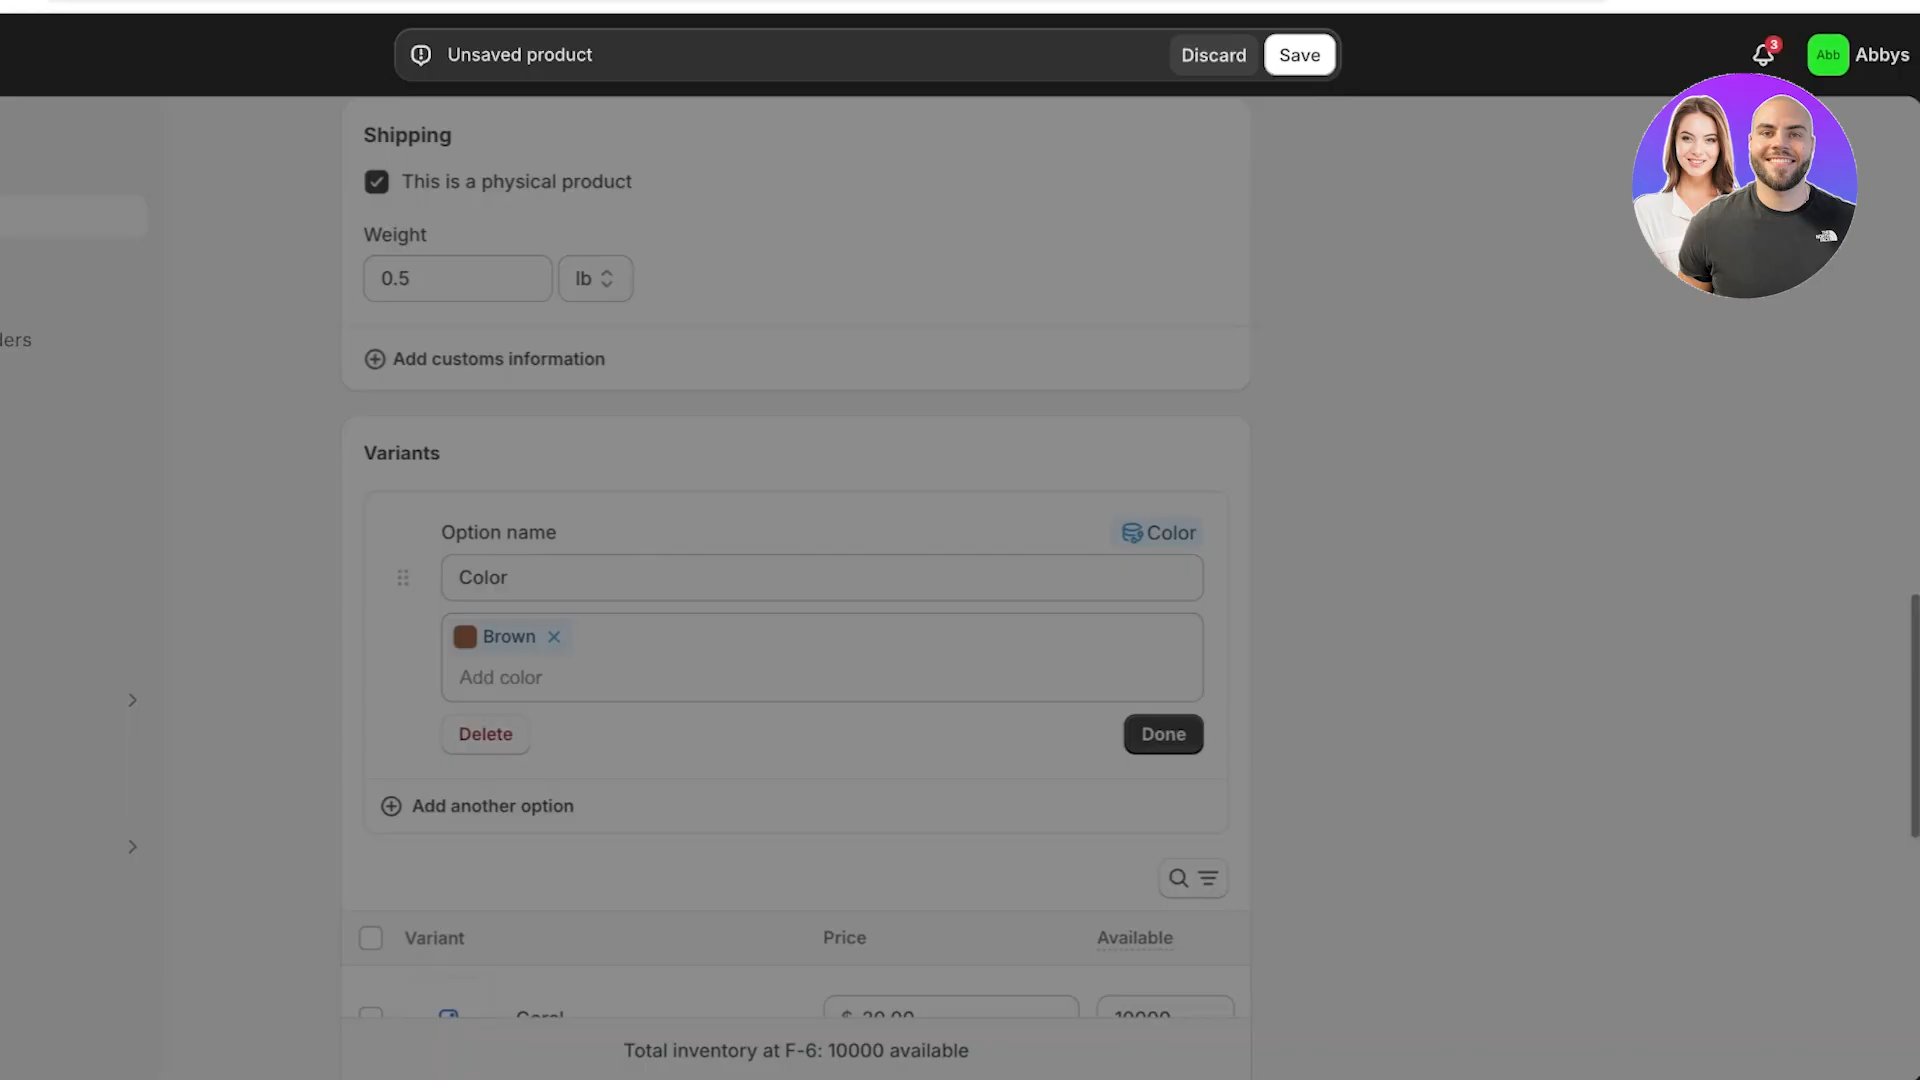 Unsaved product
Discard
Save
3
Abb
Abbys
Shipping
This is a physical product
Weight
0.5
lb
ders
Add customs information
Variants
Option name
Color
Color
Brown
Add color
Delete
Done
Add another option
Variant
Price
Available
$ 20.00
10000
Total inventory at F-6: 10000 available